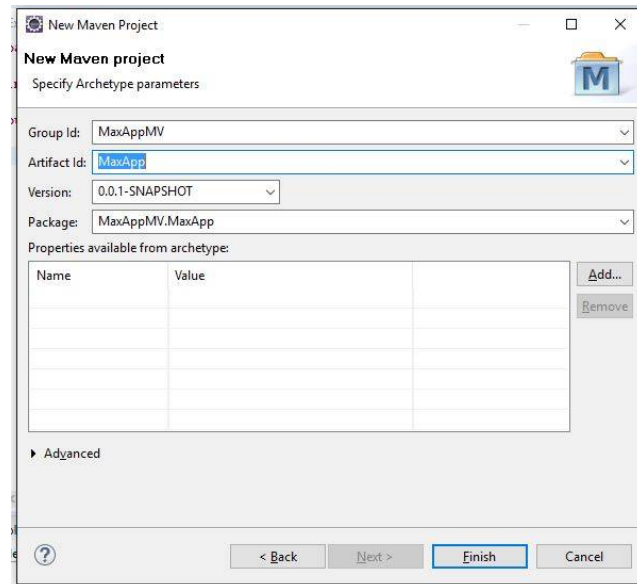 New Maven Project
New Maven project
Specify Archetype parameters
M
Group Id: MaxAppMV
Artifact Id: MaxApp
Version: 0.0.1-SNAPSHOT
Package: MaxAppMV.MaxApp
Properties available from archetype:
Name Value
Add...
Remove
Advanced
? < Back Next > Finish Cancel